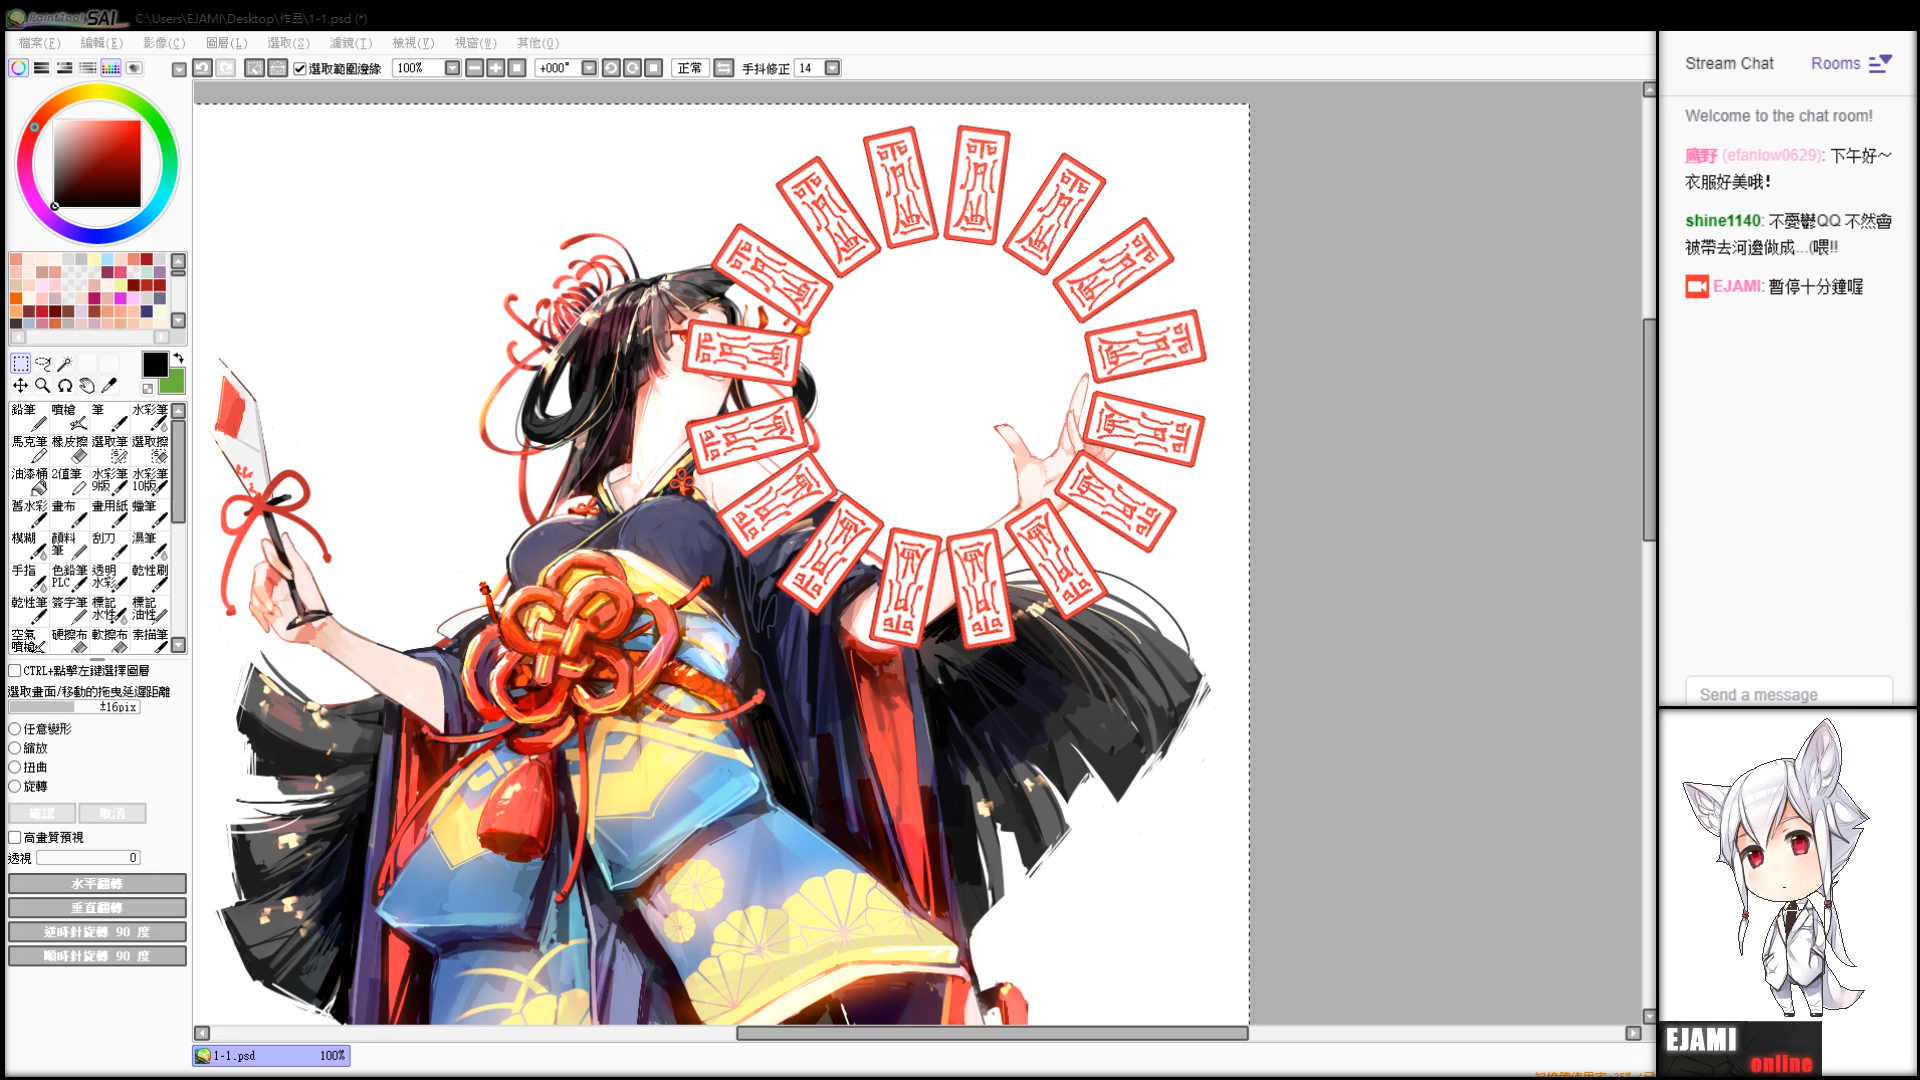 PaintTool SAI C:\Users\EJAMI\Desktop\作品\1-1.psd (*)
檔案(F) 編輯(E) 影像(C) 圖層(L) 選取(S) 濾鏡(T) 檢視(V) 視窗(W) 其他(O)
選取範圍邊緣 100% +000° 正常 手抖修正 14
鉛筆 噴槍 筆 水彩筆
馬克筆 橡皮擦 選取筆 選取擦
油漆桶 2值筆 水彩筆 9版 水彩筆 10版
舊水彩 畫布 畫用紙 蠟筆
模糊 顏料筆 刮刀 濕筆
手指 色鉛筆 PLC 透明水彩 乾性刷
乾性筆 簽字筆 標記水性 標記油性
空氣噴槍 硬擦布 軟擦布 素描筆
CTRL+點擊左鍵選擇圖層
選取畫面/移動的拖曳延遲距離
±16pix
任意變形
縮放
扭曲
旋轉
確認 取消
高畫質預視
透視 0
水平翻轉
垂直翻轉
逆時針旋轉 90 度
順時針旋轉 90 度
1-1.psd 100%
Stream Chat Rooms
Welcome to the chat room!
鷹野 (efanlow0629): 下午好～
衣服好美哦!
shine1140: 不憂鬱QQ 不然會
被帶去河邊做成...(喂!!
EJAMI: 暫停十分鐘喔
Send a message
EJAMI
online